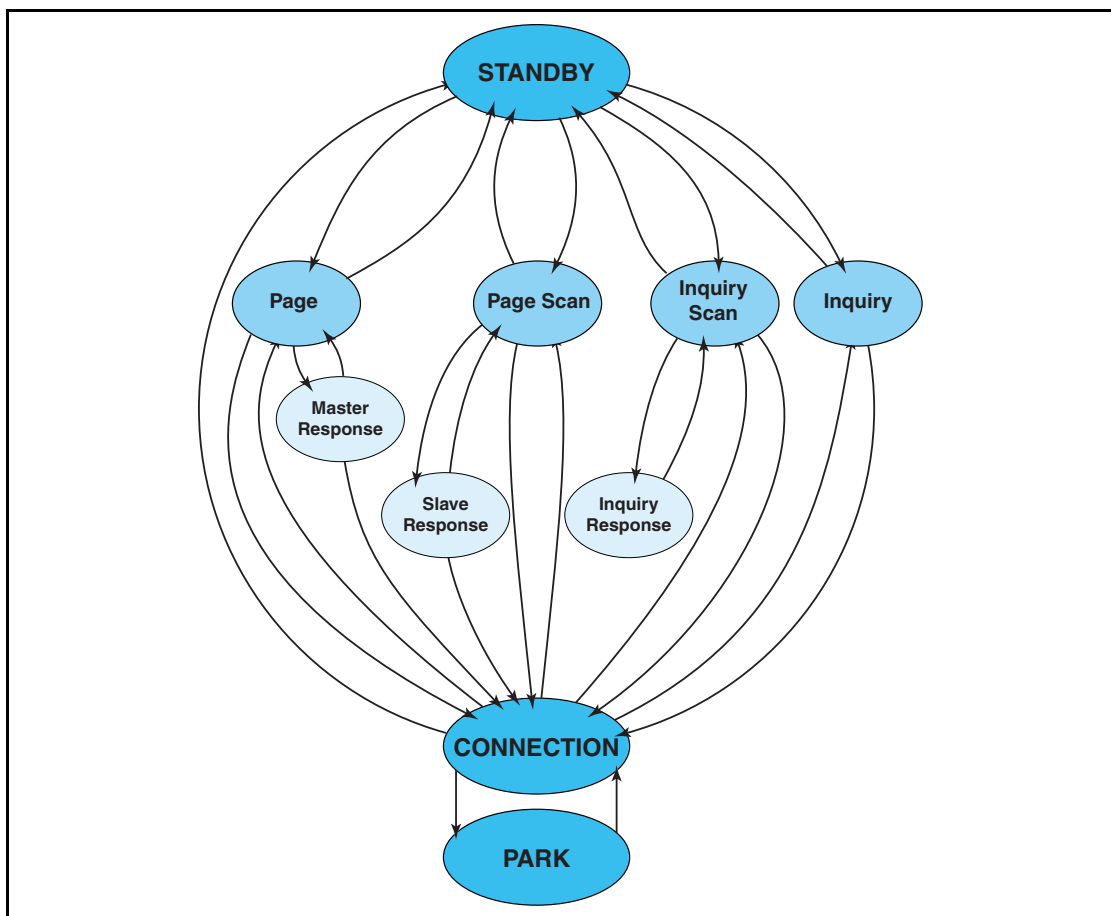 STANDBY
Page
Page Scan
Inquiry
Scan
Inquiry
Master
Response
Slave
Response
Inquiry
Response
CONNECTION
PARK